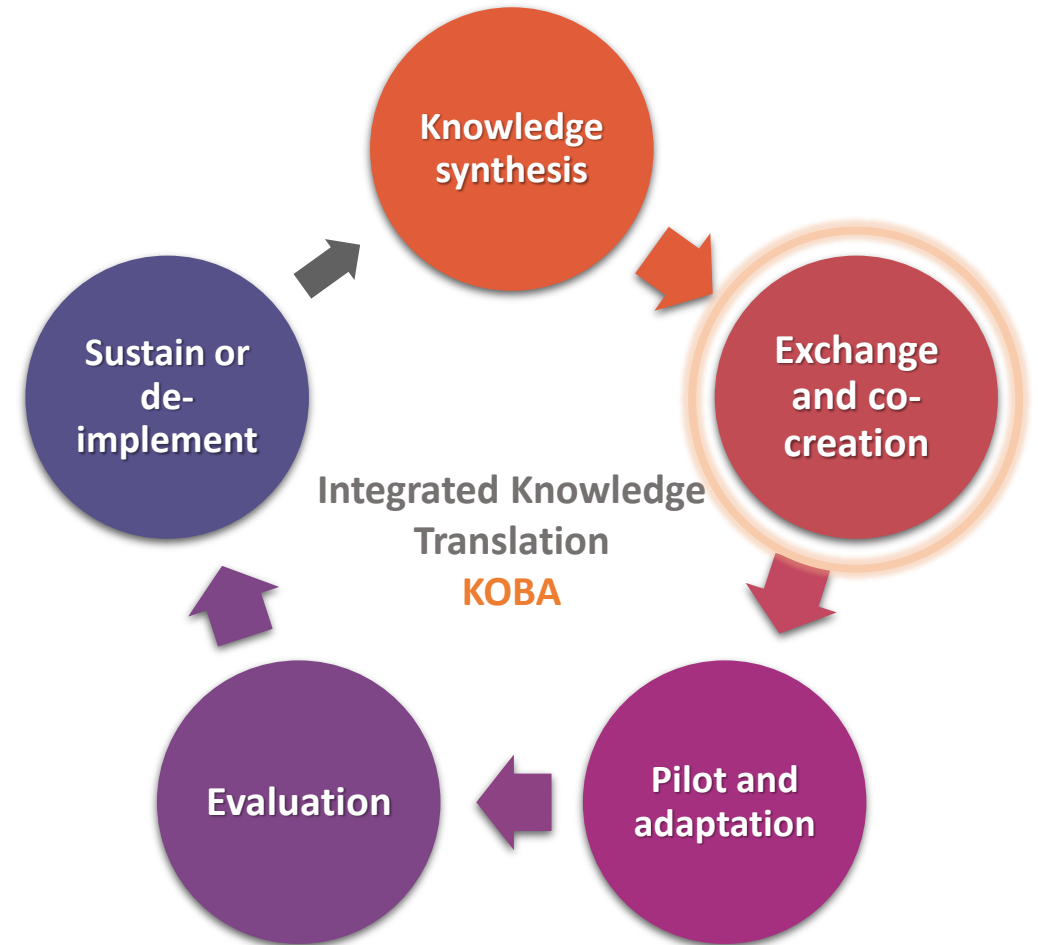 Knowledge
synthesis
Exchange
and co-
creation
Pilot and
adaptation
Evaluation
Sustain or
de-
implement
Integrated Knowledge
Translation
KOBA